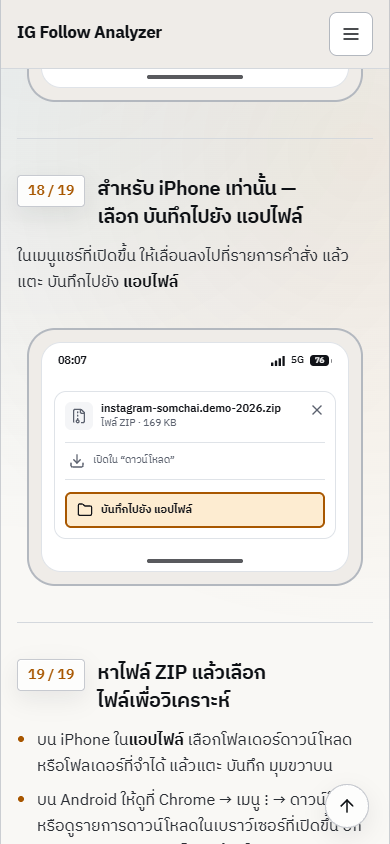 IG Follow Analyzer
18 / 19
สำหรับ iPhone เท่านั้น —
เลือก บันทึกไปยัง แอปไฟล์
ในเมนูแชร์ที่เปิดขึ้น ให้เลื่อนลงไปที่รายการคำสั่ง แล้ว
แตะ บันทึกไปยัง แอปไฟล์
08:07
5G
76
instagram-somchai.demo-2026.zip
ไฟล์ ZIP · 169 KB
เปิดใน “ดาวน์โหลด”
บันทึกไปยัง แอปไฟล์
19 / 19
หาไฟล์ ZIP แล้วเลือก
ไฟล์เพื่อวิเคราะห์
• บน iPhone ในแอปไฟล์ เลือกโฟลเดอร์ดาวน์โหลด
หรือโฟลเดอร์ที่จำได้ แล้วแตะ บันทึก มุมขวาบน
• บน Android ให้ดูที่ Chrome → เมนู ⋮ →
หรือดูรายการดาวน์โหลดในเบราว์เซอร์ที่เปิดขึ้น